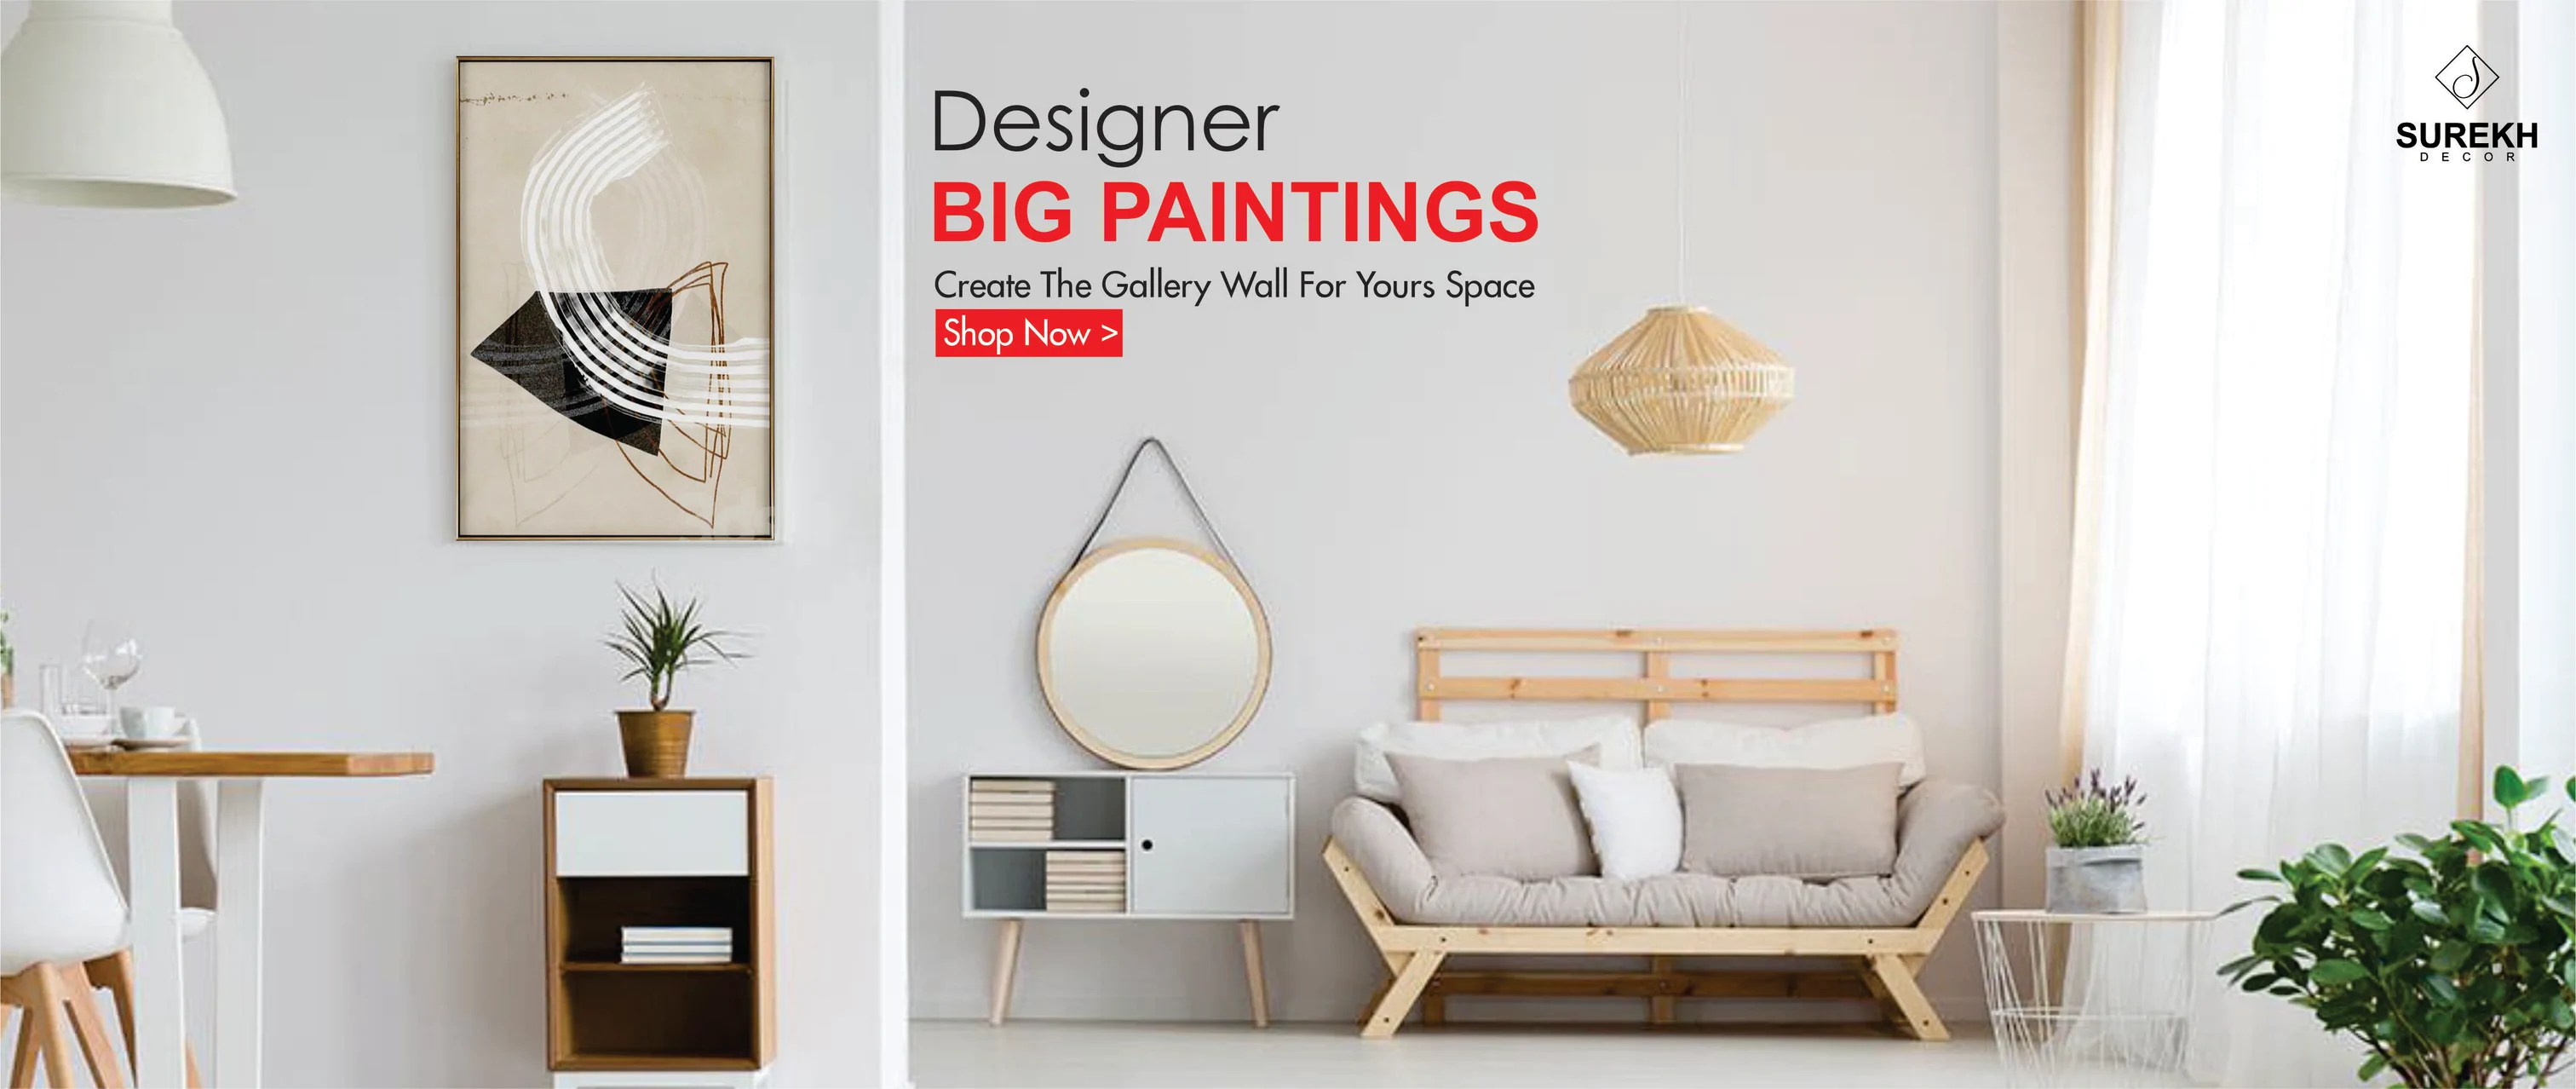 Designer
BIG PAINTINGS
Create The Gallery Wall For Yours Space
Shop Now >
SUREKH
DECOR